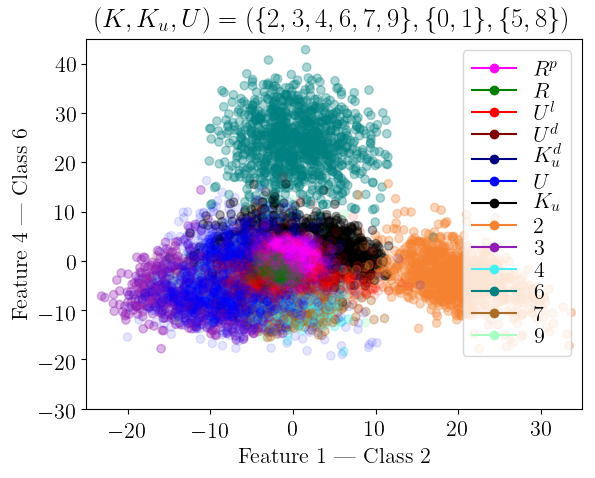 (K, K_u, U) = ({2, 3, 4, 6, 7, 9}, {0, 1}, {5, 8})
40
30
20
10
0
−10
−20
−30
Feature 4 — Class 6
R^p
R
U^l
U^d
K_u^d
U
K_u
2
3
4
6
7
9
−20
−10
0
10
20
30
Feature 1 — Class 2